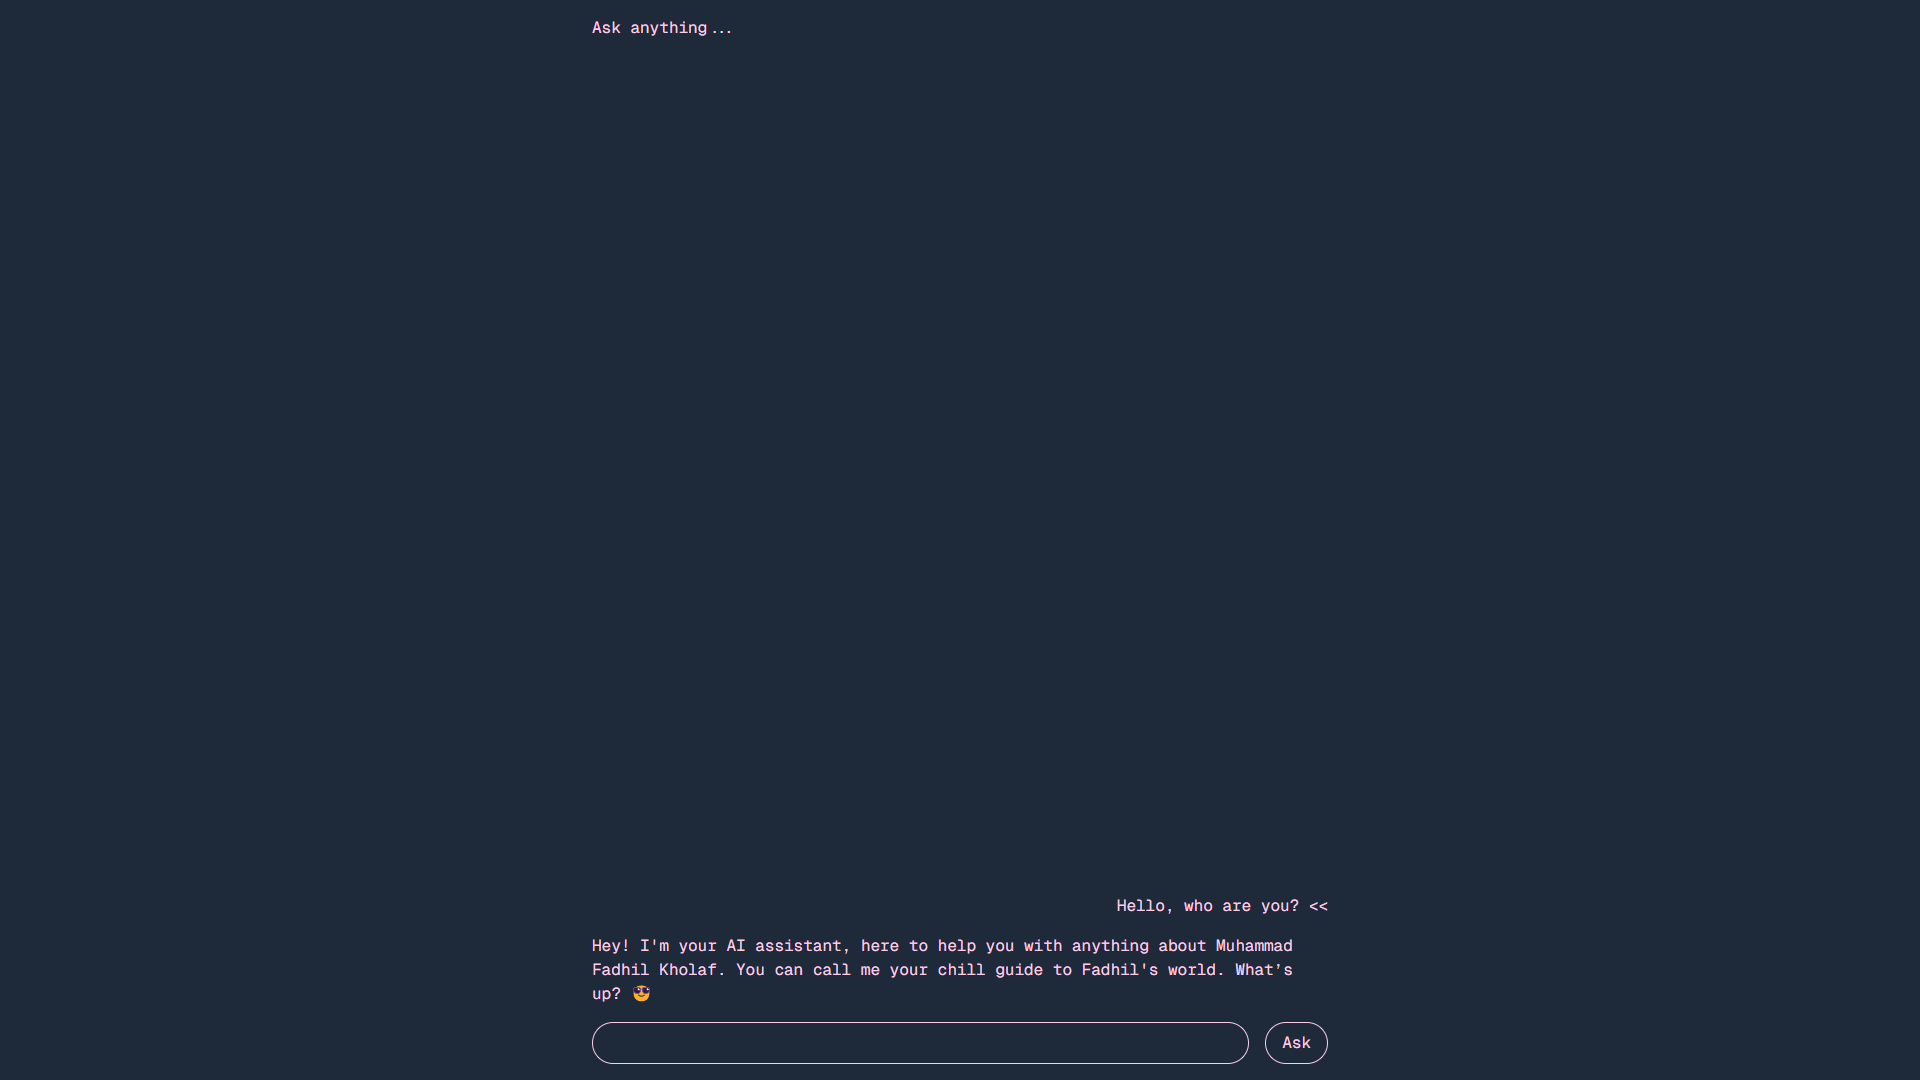 Ask anything...
Hello, who are you? <<
Hey! I'm your AI assistant, here to help you with anything about Muhammad
Fadhil Kholaf. You can call me your chill guide to Fadhil's world. What’s
up? 😎
Ask